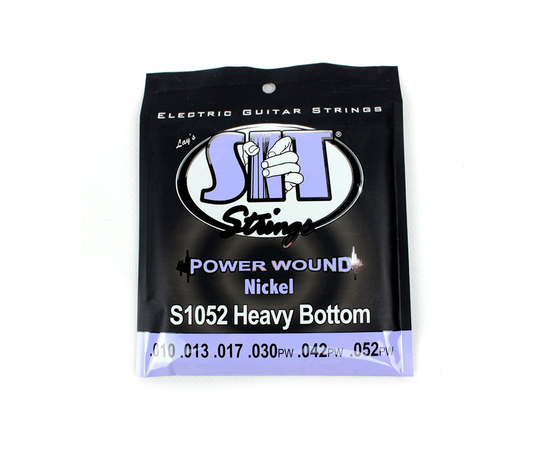 Electric Guitar Strings
Lay's
SIT®
Strings
POWER WOUND
Nickel
S1052 Heavy Bottom
.010 .013 .017 .030PW .042PW .052PW